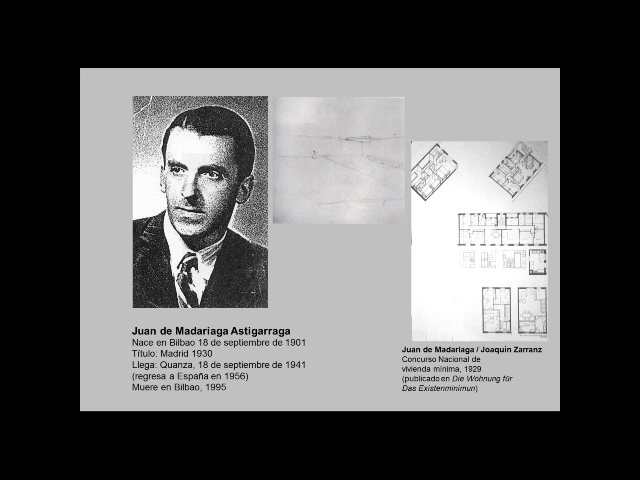 Juan de Madariaga Astigarraga
Nace en Bilbao 18 de septiembre de 1901
Título: Madrid 1930
Llega: Quanza, 18 de septiembre de 1941
(regresa a España en 1956)
Muere en Bilbao, 1995
Juan de Madariaga / Joaquín Zarranz
Concurso Nacional de
vivienda mínima, 1929
(publicado en Die Wohnung für
Das Existenminimun)